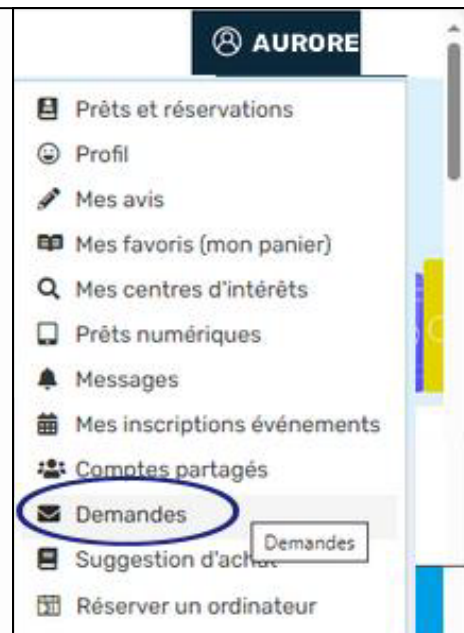 AURORE
Prêts et réservations
Profil
Mes avis
Mes favoris (mon panier)
Mes centres d'intérêts
Prêts numériques
Messages
Mes inscriptions événements
Comptes partagés
Demandes
Demandes
Suggestion d'achat
Réserver un ordinateur